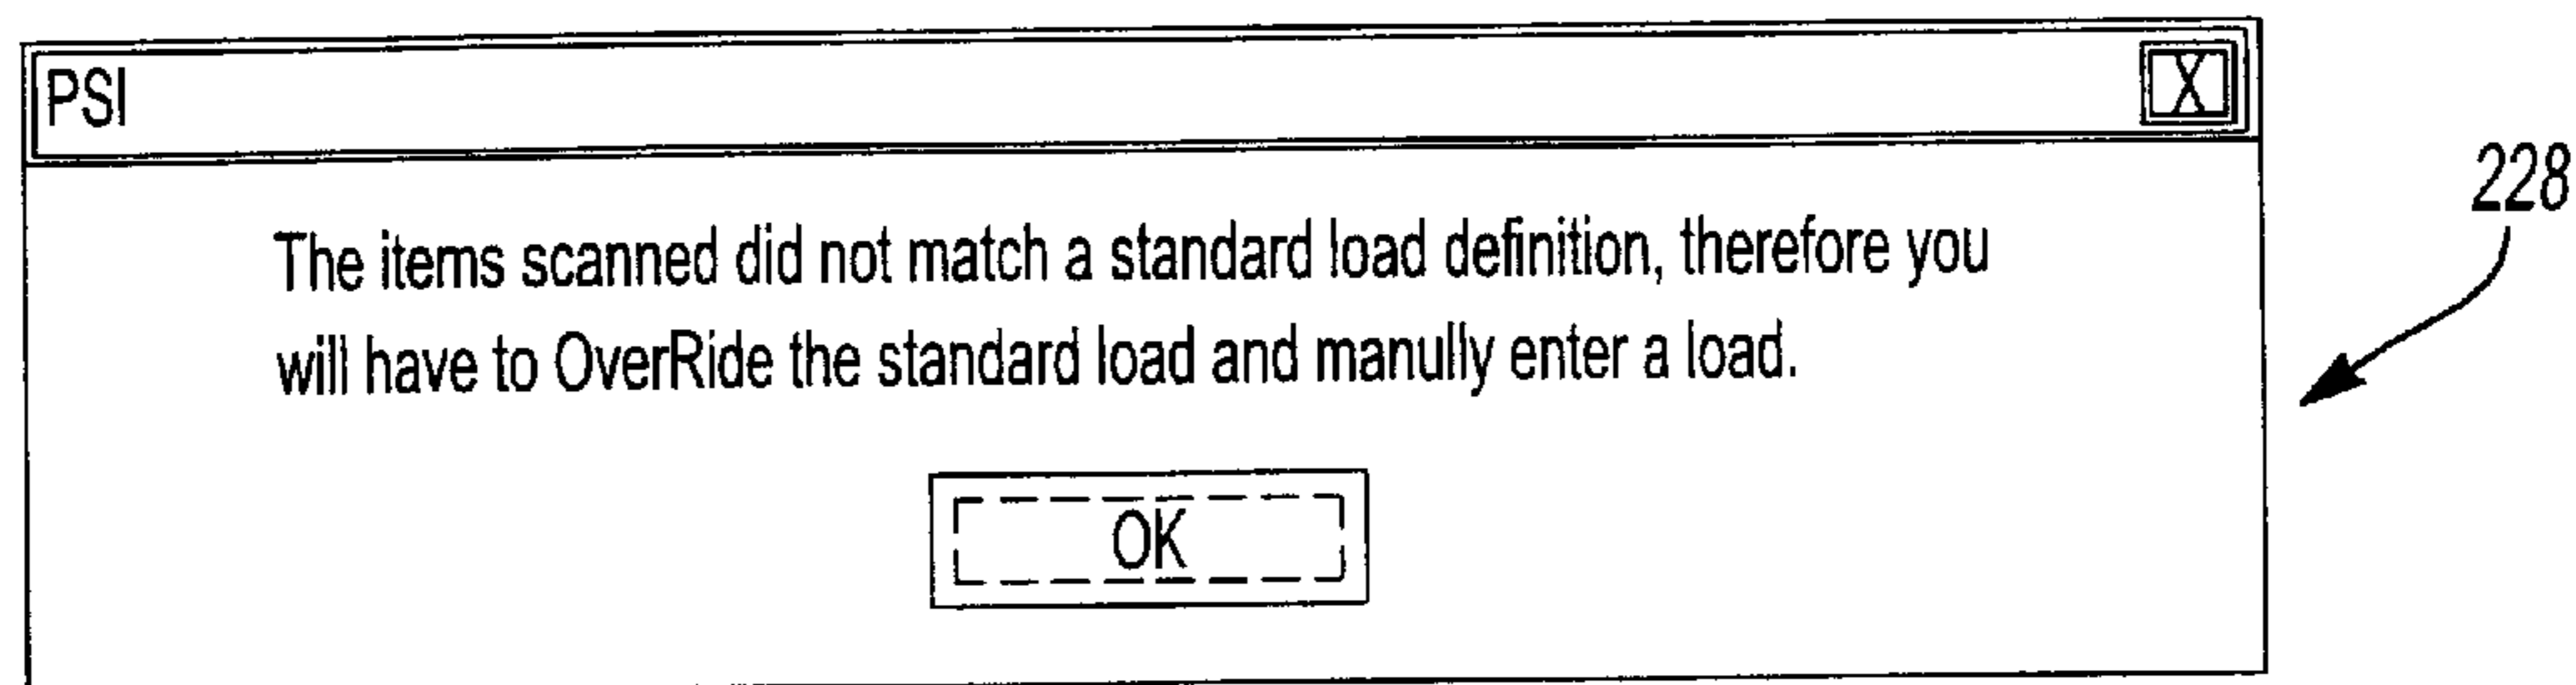 PSI X
228
The items scanned did not match a standard load definition, therefore you
will have to OverRide the standard load and manully enter a load.
OK